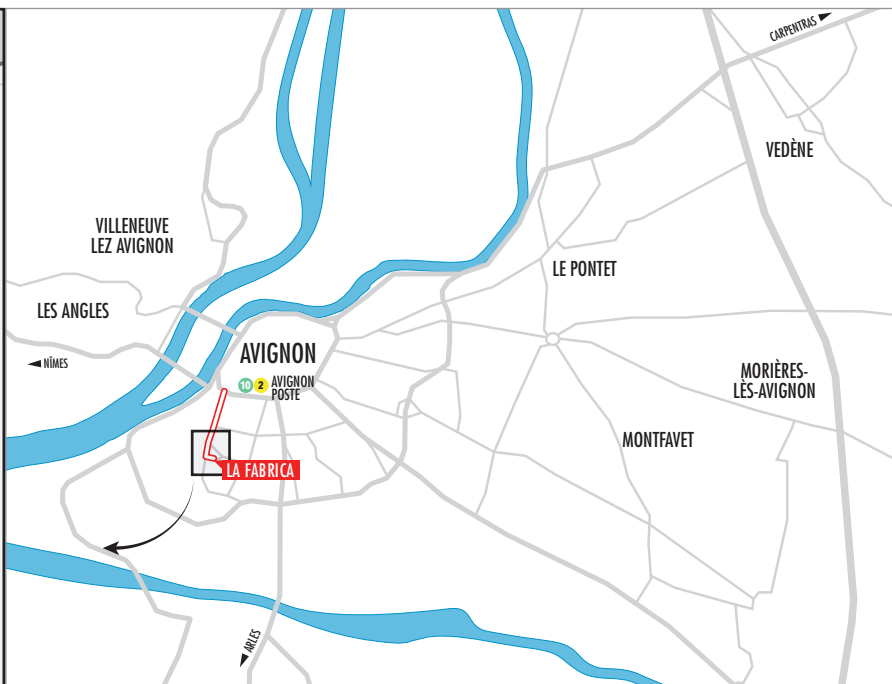 CARPENTRAS
VEDÈNE
VILLENEUVE
LEZ AVIGNON
LE PONTET
LES ANGLES
NÎMES
AVIGNON
10 2 AVIGNON
POSTE
MORIÈRES-
LÈS-AVIGNON
MONTFAVET
LA FABRICA
ARLES